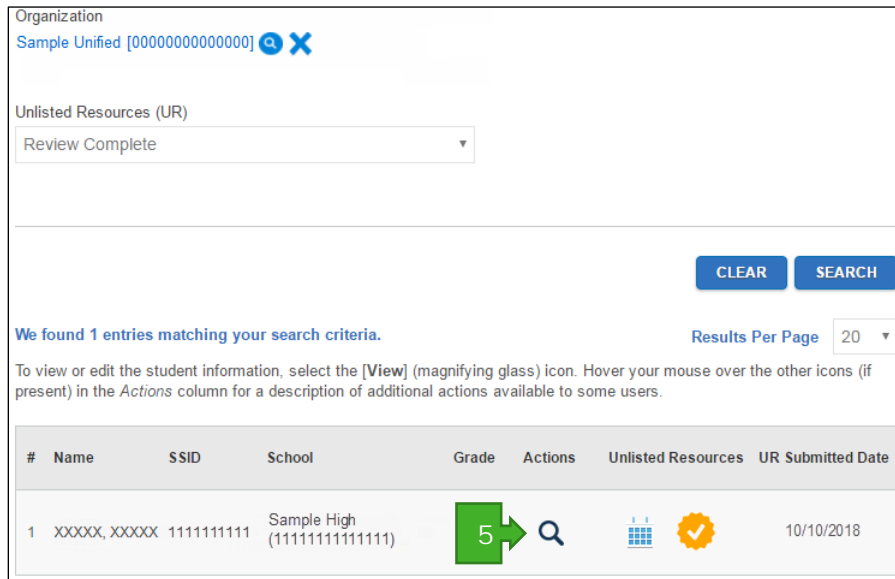 Organization
Sample Unified [00000000000000]
Unlisted Resources (UR)
Review Complete
CLEAR SEARCH
We found 1 entries matching your search criteria. Results Per Page 20
To view or edit the student information, select the [View] (magnifying glass) icon. Hover your mouse over the other icons (if
present) in the Actions column for a description of additional actions available to some users.
# Name SSID School Grade Actions Unlisted Resources UR Submitted Date
1 XXXXX, XXXXX 1111111111 Sample High 5 10/10/2018
(11111111111111)